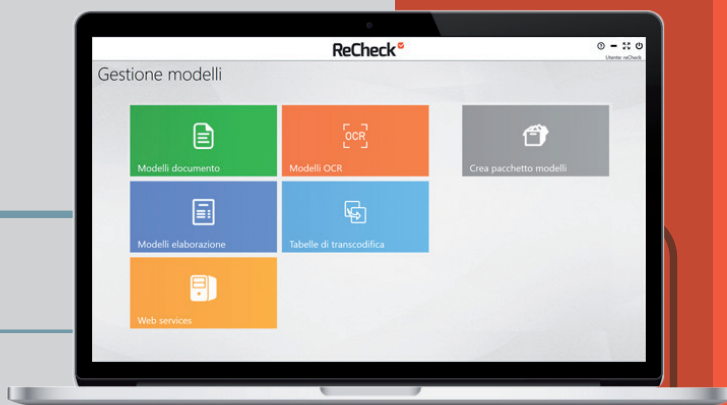 ReCheck
Utente: reCheck
Gestione modelli
Modelli documento
OCR
Modelli OCR
Crea pacchetto modelli
Modelli elaborazione
Tabelle di transcodifica
Web services